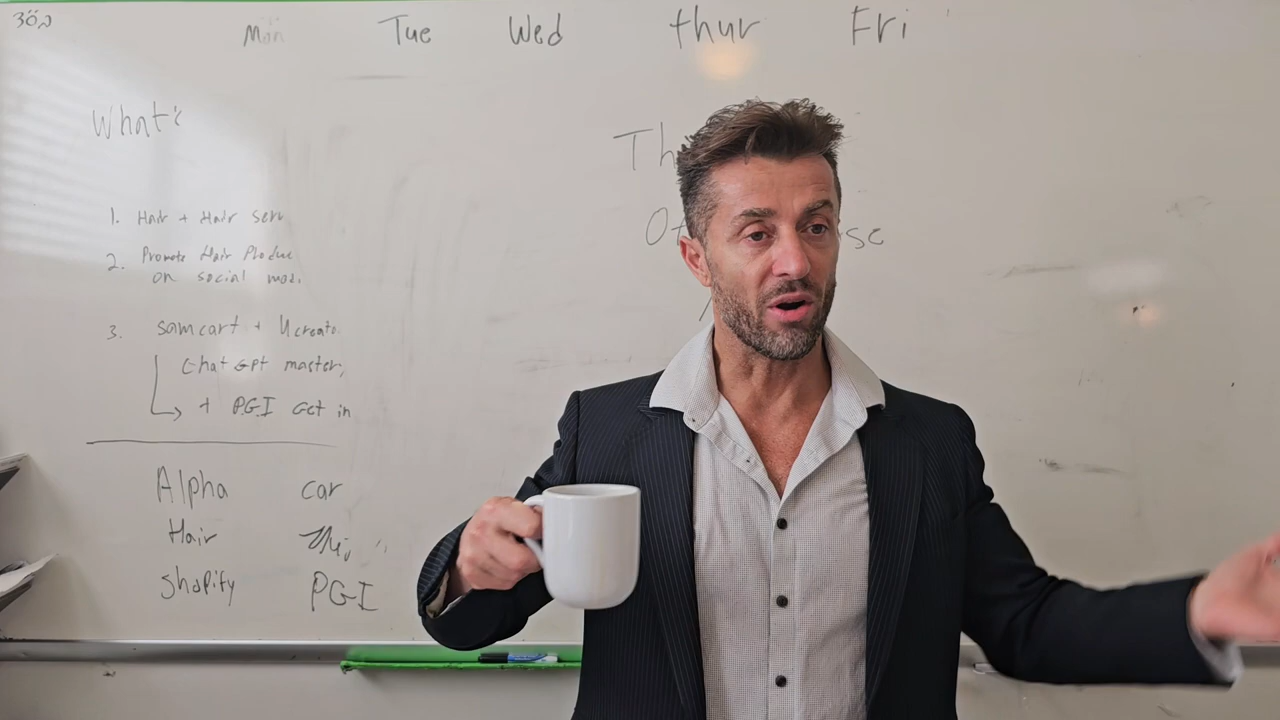 Mon Tue Wed thur Fri
What's
1. Hair + Hair serv
2. Promote Hair Produc
on social med.
3. samcart +
Chat GPt master,
+ PGI Get in
Alpha car
Hair
shopify PGI